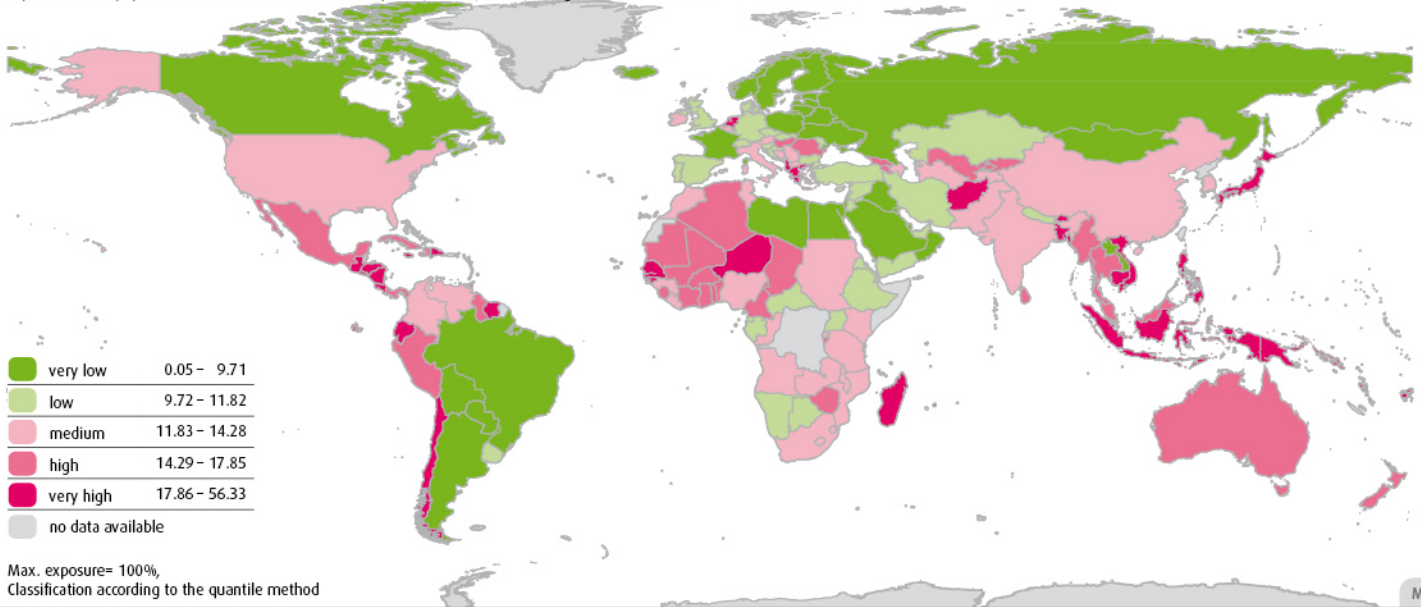 very low 0.05 – 9.71
low 9.72 – 11.82
medium 11.83 – 14.28
high 14.29 – 17.85
very high 17.86 – 56.33
no data available
Max. exposure= 100%,
Classification according to the quantile method
M